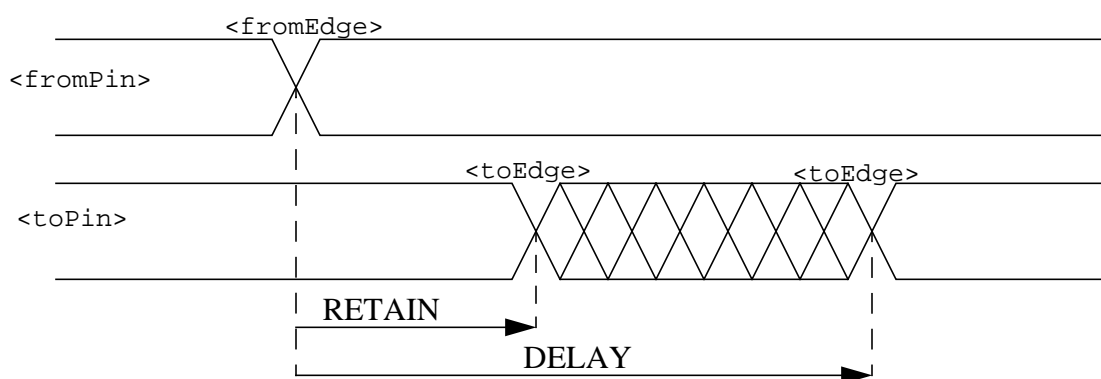 <fromEdge>
<fromPin>
<toEdge> <toEdge>
<toPin>
RETAIN
DELAY